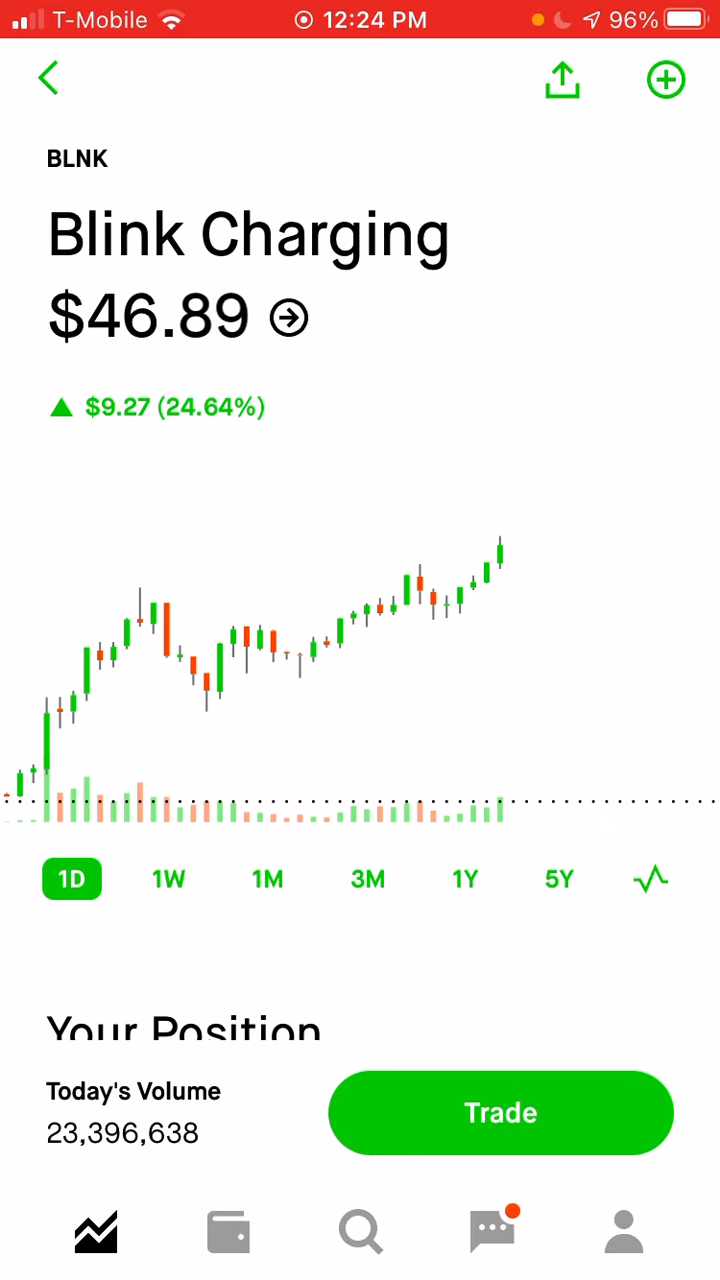 T-Mobile 12:24 PM 96%
BLNK
Blink Charging
$46.89
$9.27 (24.64%)
1D 1W 1M 3M 1Y 5Y
Your Position
Today's Volume
23,396,638
Trade